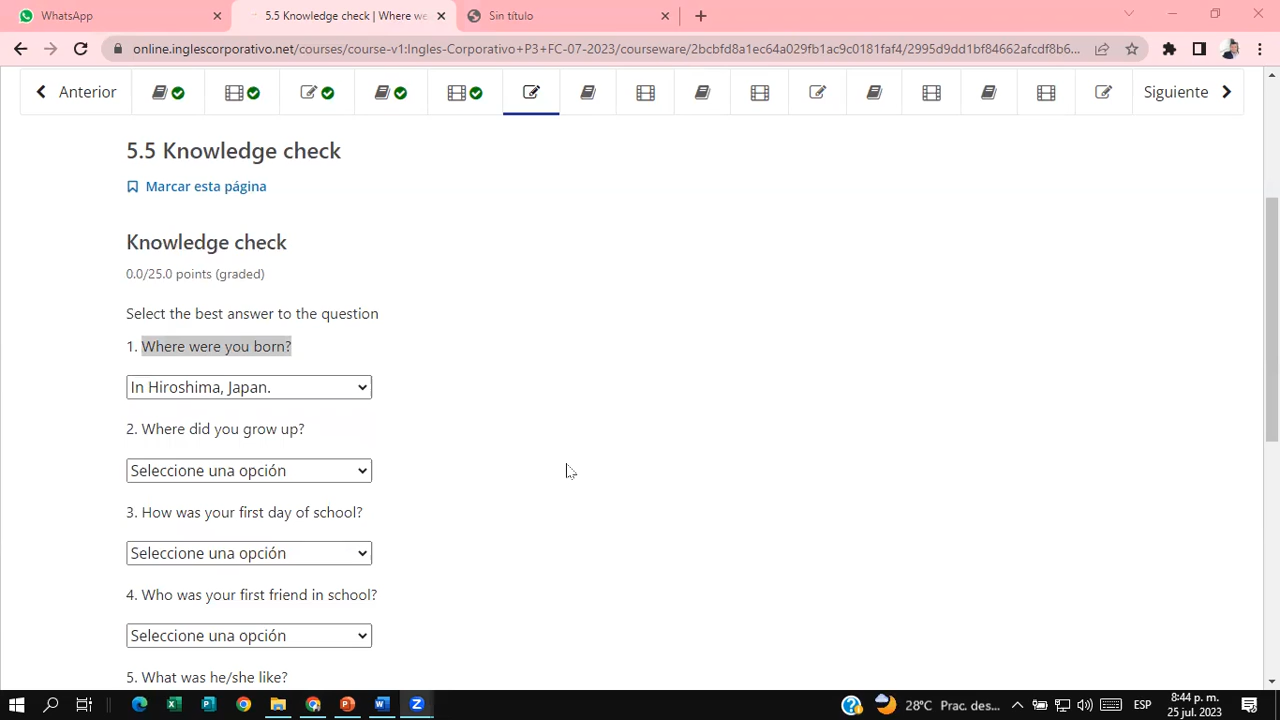 WhatsApp
5.5 Knowledge check | Where we
Sin título
online.inglescorporativo.net/courses/course-v1:Ingles-Corporativo+P3+FC-07-2023/courseware/2bcbfd8a1ec64a029fb1ac9c0181faf4/2995d9dd1bf84662afcdf8b6...
Anterior
Siguiente
5.5 Knowledge check
Marcar esta página
Knowledge check
0.0/25.0 points (graded)
Select the best answer to the question
1. Where were you born?
In Hiroshima, Japan.
2. Where did you grow up?
Seleccione una opción
3. How was your first day of school?
Seleccione una opción
4. Who was your first friend in school?
Seleccione una opción
5. What was he/she like?
28°C Prac. des...
ESP
8:44 p. m.
25 jul. 2023